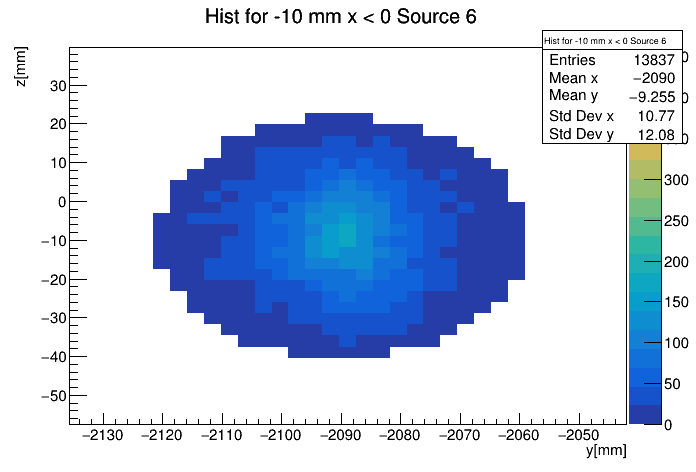 Hist for -10 mm x < 0 Source 6
z[mm]
Hist for -10 mm x < 0 Source 6
Entries 13837
Mean x −2090
Mean y −9.255
Std Dev x 10.77
Std Dev y 12.08
30
20
10
0
−10
−20
−30
−40
−50
300
250
200
150
100
50
0
−2130 −2120 −2110 −2100 −2090 −2080 −2070 −2060 −2050
y[mm]